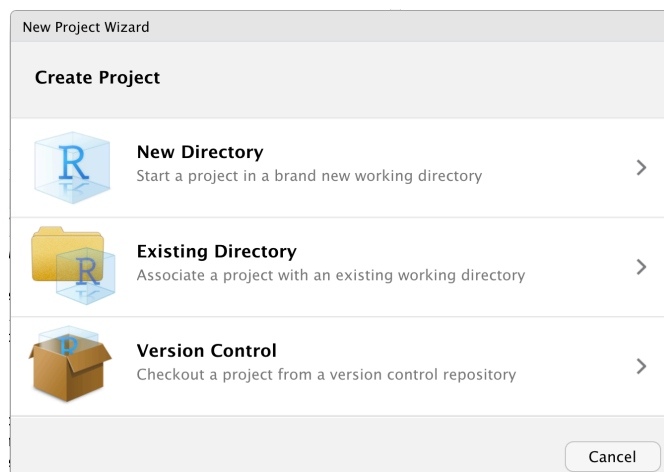 New Project Wizard
Create Project
R
New Directory
Start a project in a brand new working directory
R
Existing Directory
Associate a project with an existing working directory
R
Version Control
Checkout a project from a version control repository
Cancel